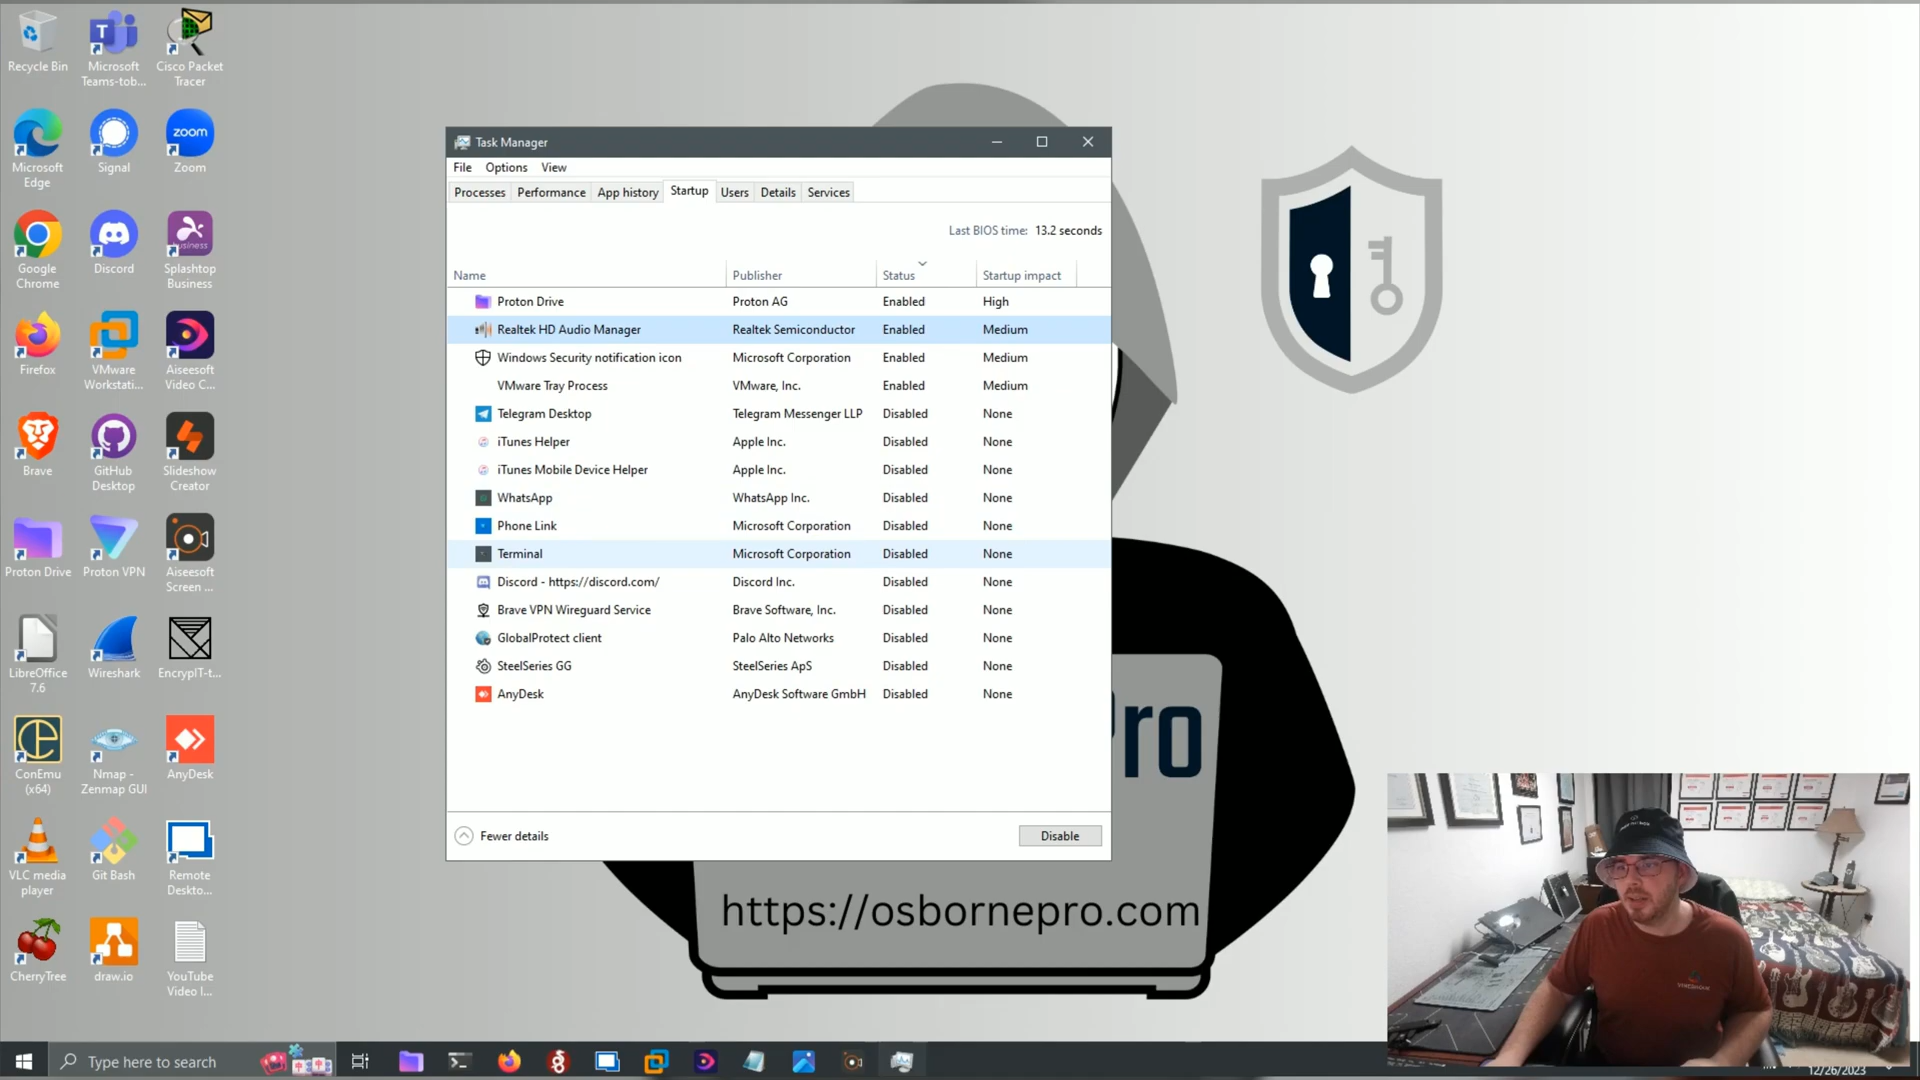 Recycle Bin
Microsoft
Teams-tob...
Cisco Packet
Tracer
Microsoft
Edge
Signal
zoom
Zoom
Google
Chrome
Discord
business
Splashtop
Business
Firefox
VMware
Workstati...
Aiseesoft
Video C...
Brave
GitHub
Desktop
Slideshow
Creator
Proton Drive
Proton VPN
Aiseesoft
Screen ...
LibreOffice
7.6
Wireshark
EncrypIT-t...
ConEmu
(x64)
Nmap -
Zenmap GUI
AnyDesk
VLC media
player
Git Bash
Remote
Deskto...
CherryTree
draw.io
YouTube
Video I...
Task Manager
File Options View
Processes Performance App history Startup Users Details Services
Last BIOS time: 13.2 seconds
Name Publisher Status Startup impact
Proton Drive Proton AG Enabled High
Realtek HD Audio Manager Realtek Semiconductor Enabled Medium
Windows Security notification icon Microsoft Corporation Enabled Medium
VMware Tray Process VMware, Inc. Enabled Medium
Telegram Desktop Telegram Messenger LLP Disabled None
iTunes Helper Apple Inc. Disabled None
iTunes Mobile Device Helper Apple Inc. Disabled None
WhatsApp WhatsApp Inc. Disabled None
Phone Link Microsoft Corporation Disabled None
Terminal Microsoft Corporation Disabled None
Discord - https://discord.com/ Discord Inc. Disabled None
Brave VPN Wireguard Service Brave Software, Inc. Disabled None
GlobalProtect client Palo Alto Networks Disabled None
SteelSeries GG SteelSeries ApS Disabled None
AnyDesk AnyDesk Software GmbH Disabled None
Fewer details
Disable
ro
https://osbornepro.com
Type here to search
12/26/2023